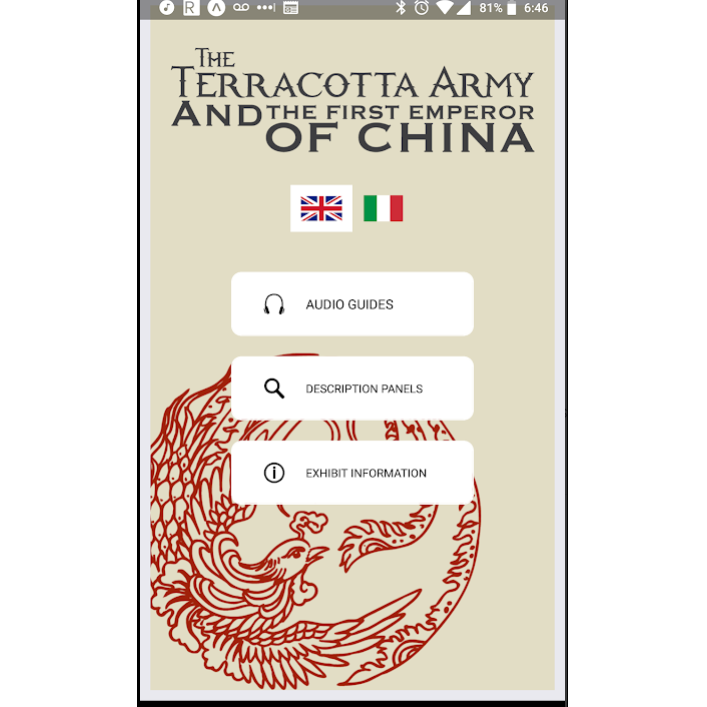 81% 6:46
THE
TERRACOTTA ARMY
AND THE FIRST EMPEROR
OF CHINA
AUDIO GUIDES
DESCRIPTION PANELS
EXHIBIT INFORMATION